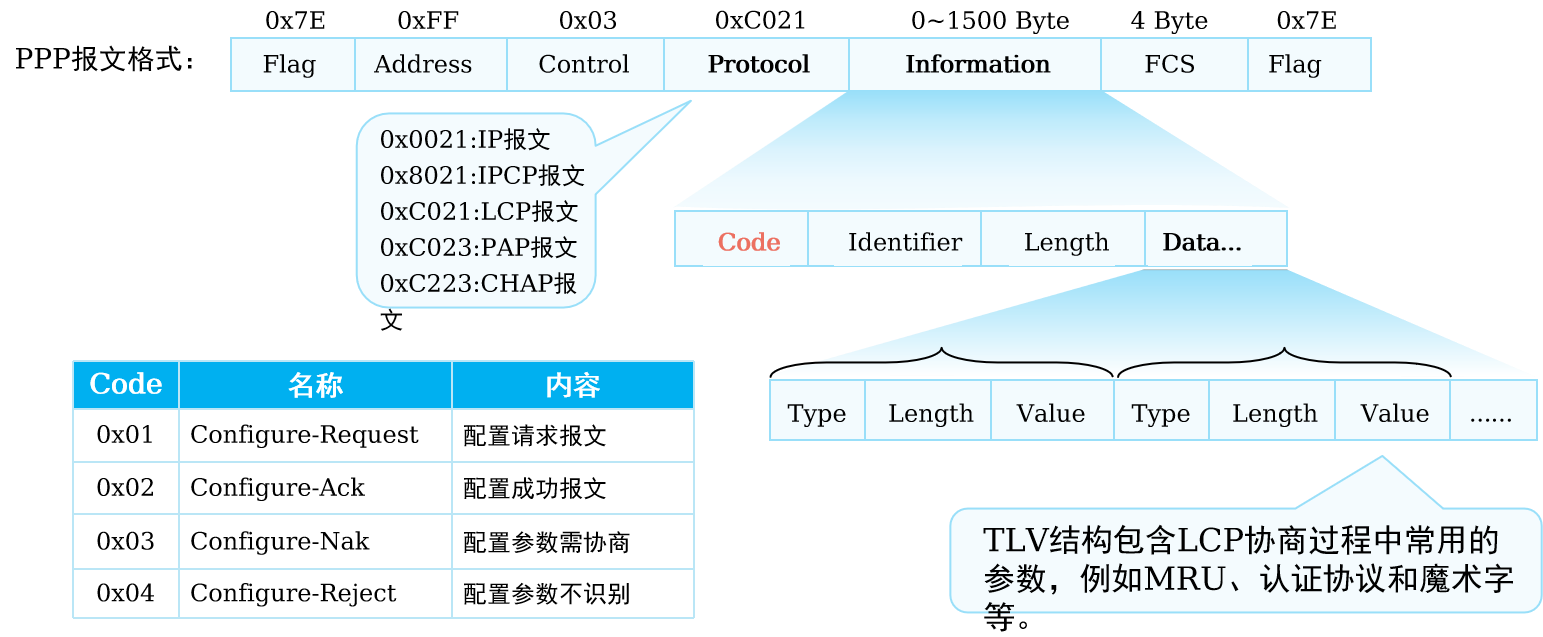 0x7E 0xFF 0x03 0xC021 0~1500 Byte 4 Byte 0x7E
PPP报文格式：
Flag Address Control Protocol Information FCS Flag
0x0021:IP报文
0x8021:IPCP报文
0xC021:LCP报文
0xC023:PAP报文
0xC223:CHAP报
文
Code Identifier Length Data...
Type Length Value Type Length Value ......
Code 名称 内容
0x01 Configure-Request 配置请求报文
0x02 Configure-Ack 配置成功报文
0x03 Configure-Nak 配置参数需协商
0x04 Configure-Reject 配置参数不识别
TLV结构包含LCP协商过程中常用的
参数，例如MRU、认证协议和魔术字
等。